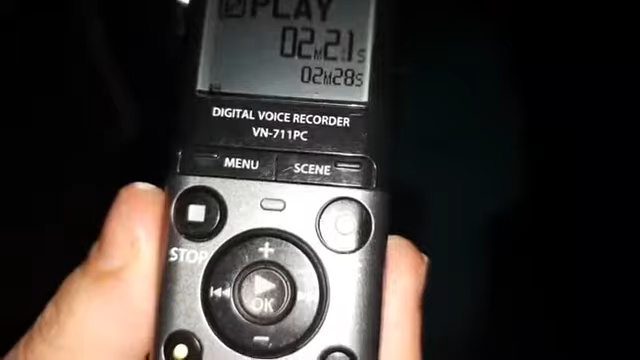 PLAY
02M21S
02M28S
DIGITAL VOICE RECORDER
VN-711PC
MENU
SCENE
STOP
+
OK
−